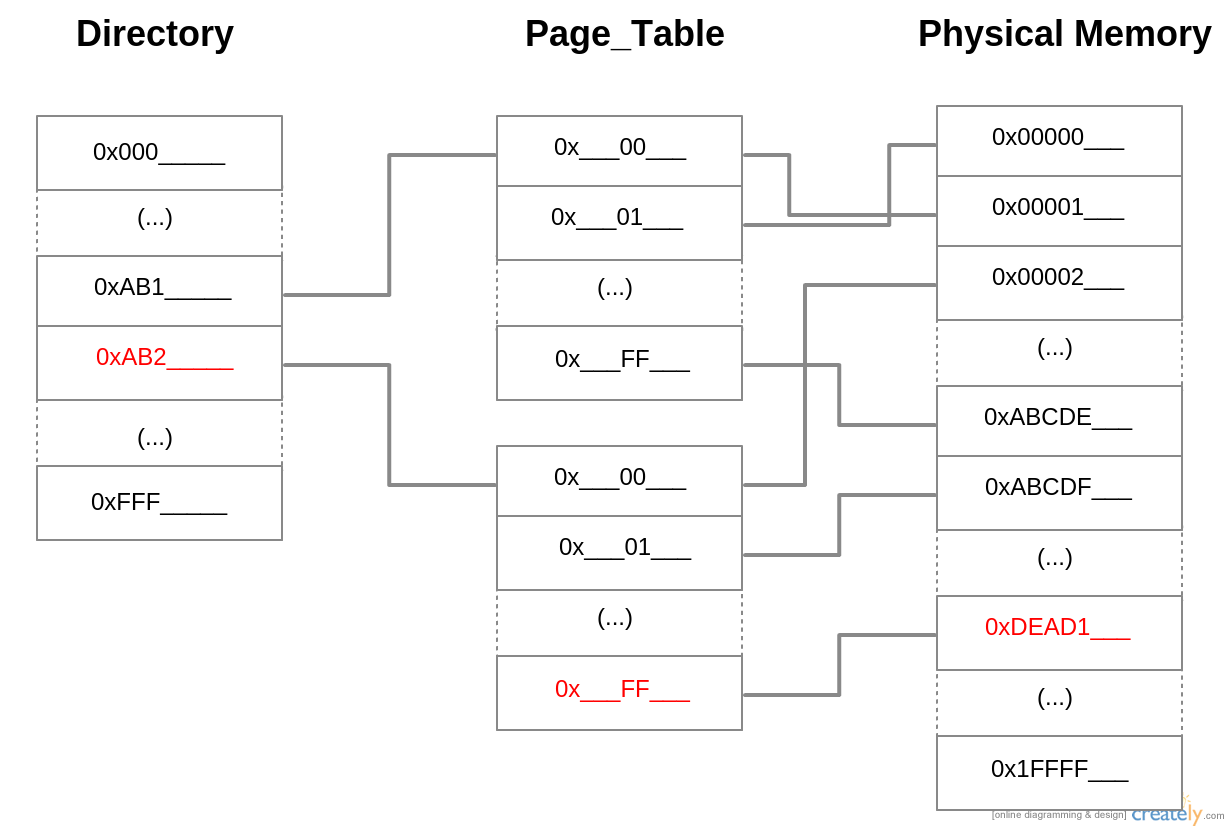 Directory
Page_Table
Physical Memory
0x000_____
(...)
0xAB1_____
0xAB2_____
(...)
0xFFF_____
0x___00___
0x___01___
(...)
0x___FF___
0x___00___
0x___01___
(...)
0x___FF___
0x00000___
0x00001___
0x00002___
(...)
0xABCDE___
0xABCDF___
(...)
0xDEAD1___
(...)
0x1FFFF___
[online diagramming & design] creately.com